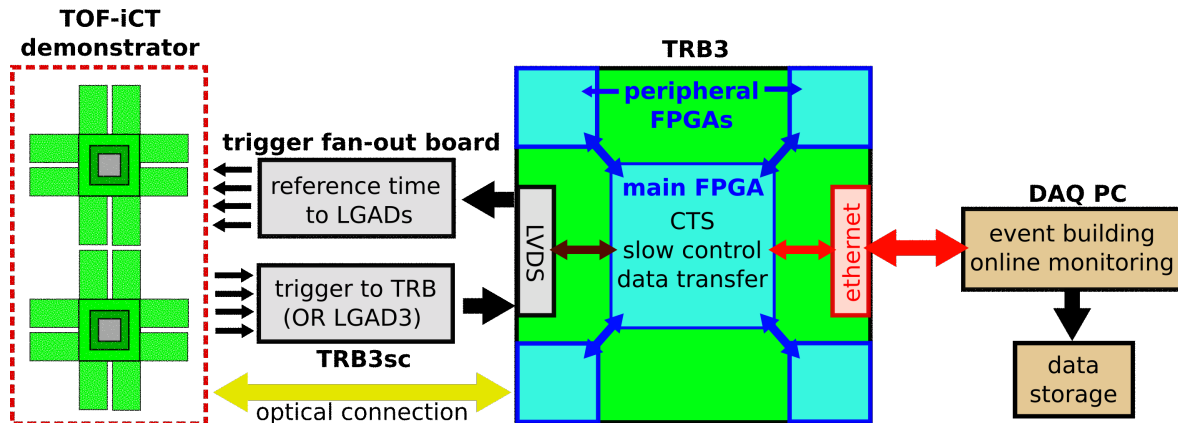 TOF-iCT
demonstrator
trigger fan-out board
reference time
to LGADs
trigger to TRB
(OR LGAD3)
TRB3sc
optical connection
TRB3
peripheral
FPGAs
main FPGA
CTS
slow control
data transfer
LVDS
ethernet
DAQ PC
event building
online monitoring
data
storage